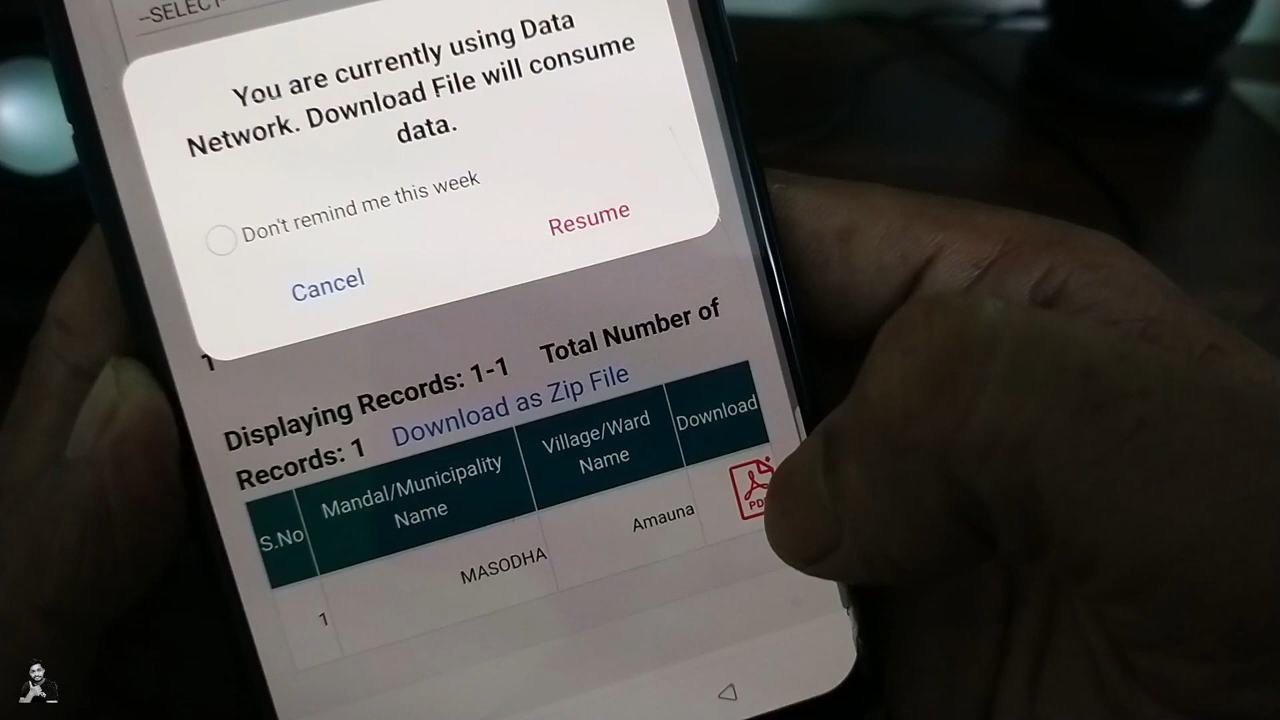 --SELECT-
You are currently using Data
Network. Download File will consume
data.
Don't remind me this week
Cancel
Resume
1
Displaying Records: 1-1 Total Number of
Records: 1 Download as Zip File
S.No
Mandal/Municipality
Name
Village/Ward
Name
Download
1
MASODHA
Amauna
PDF